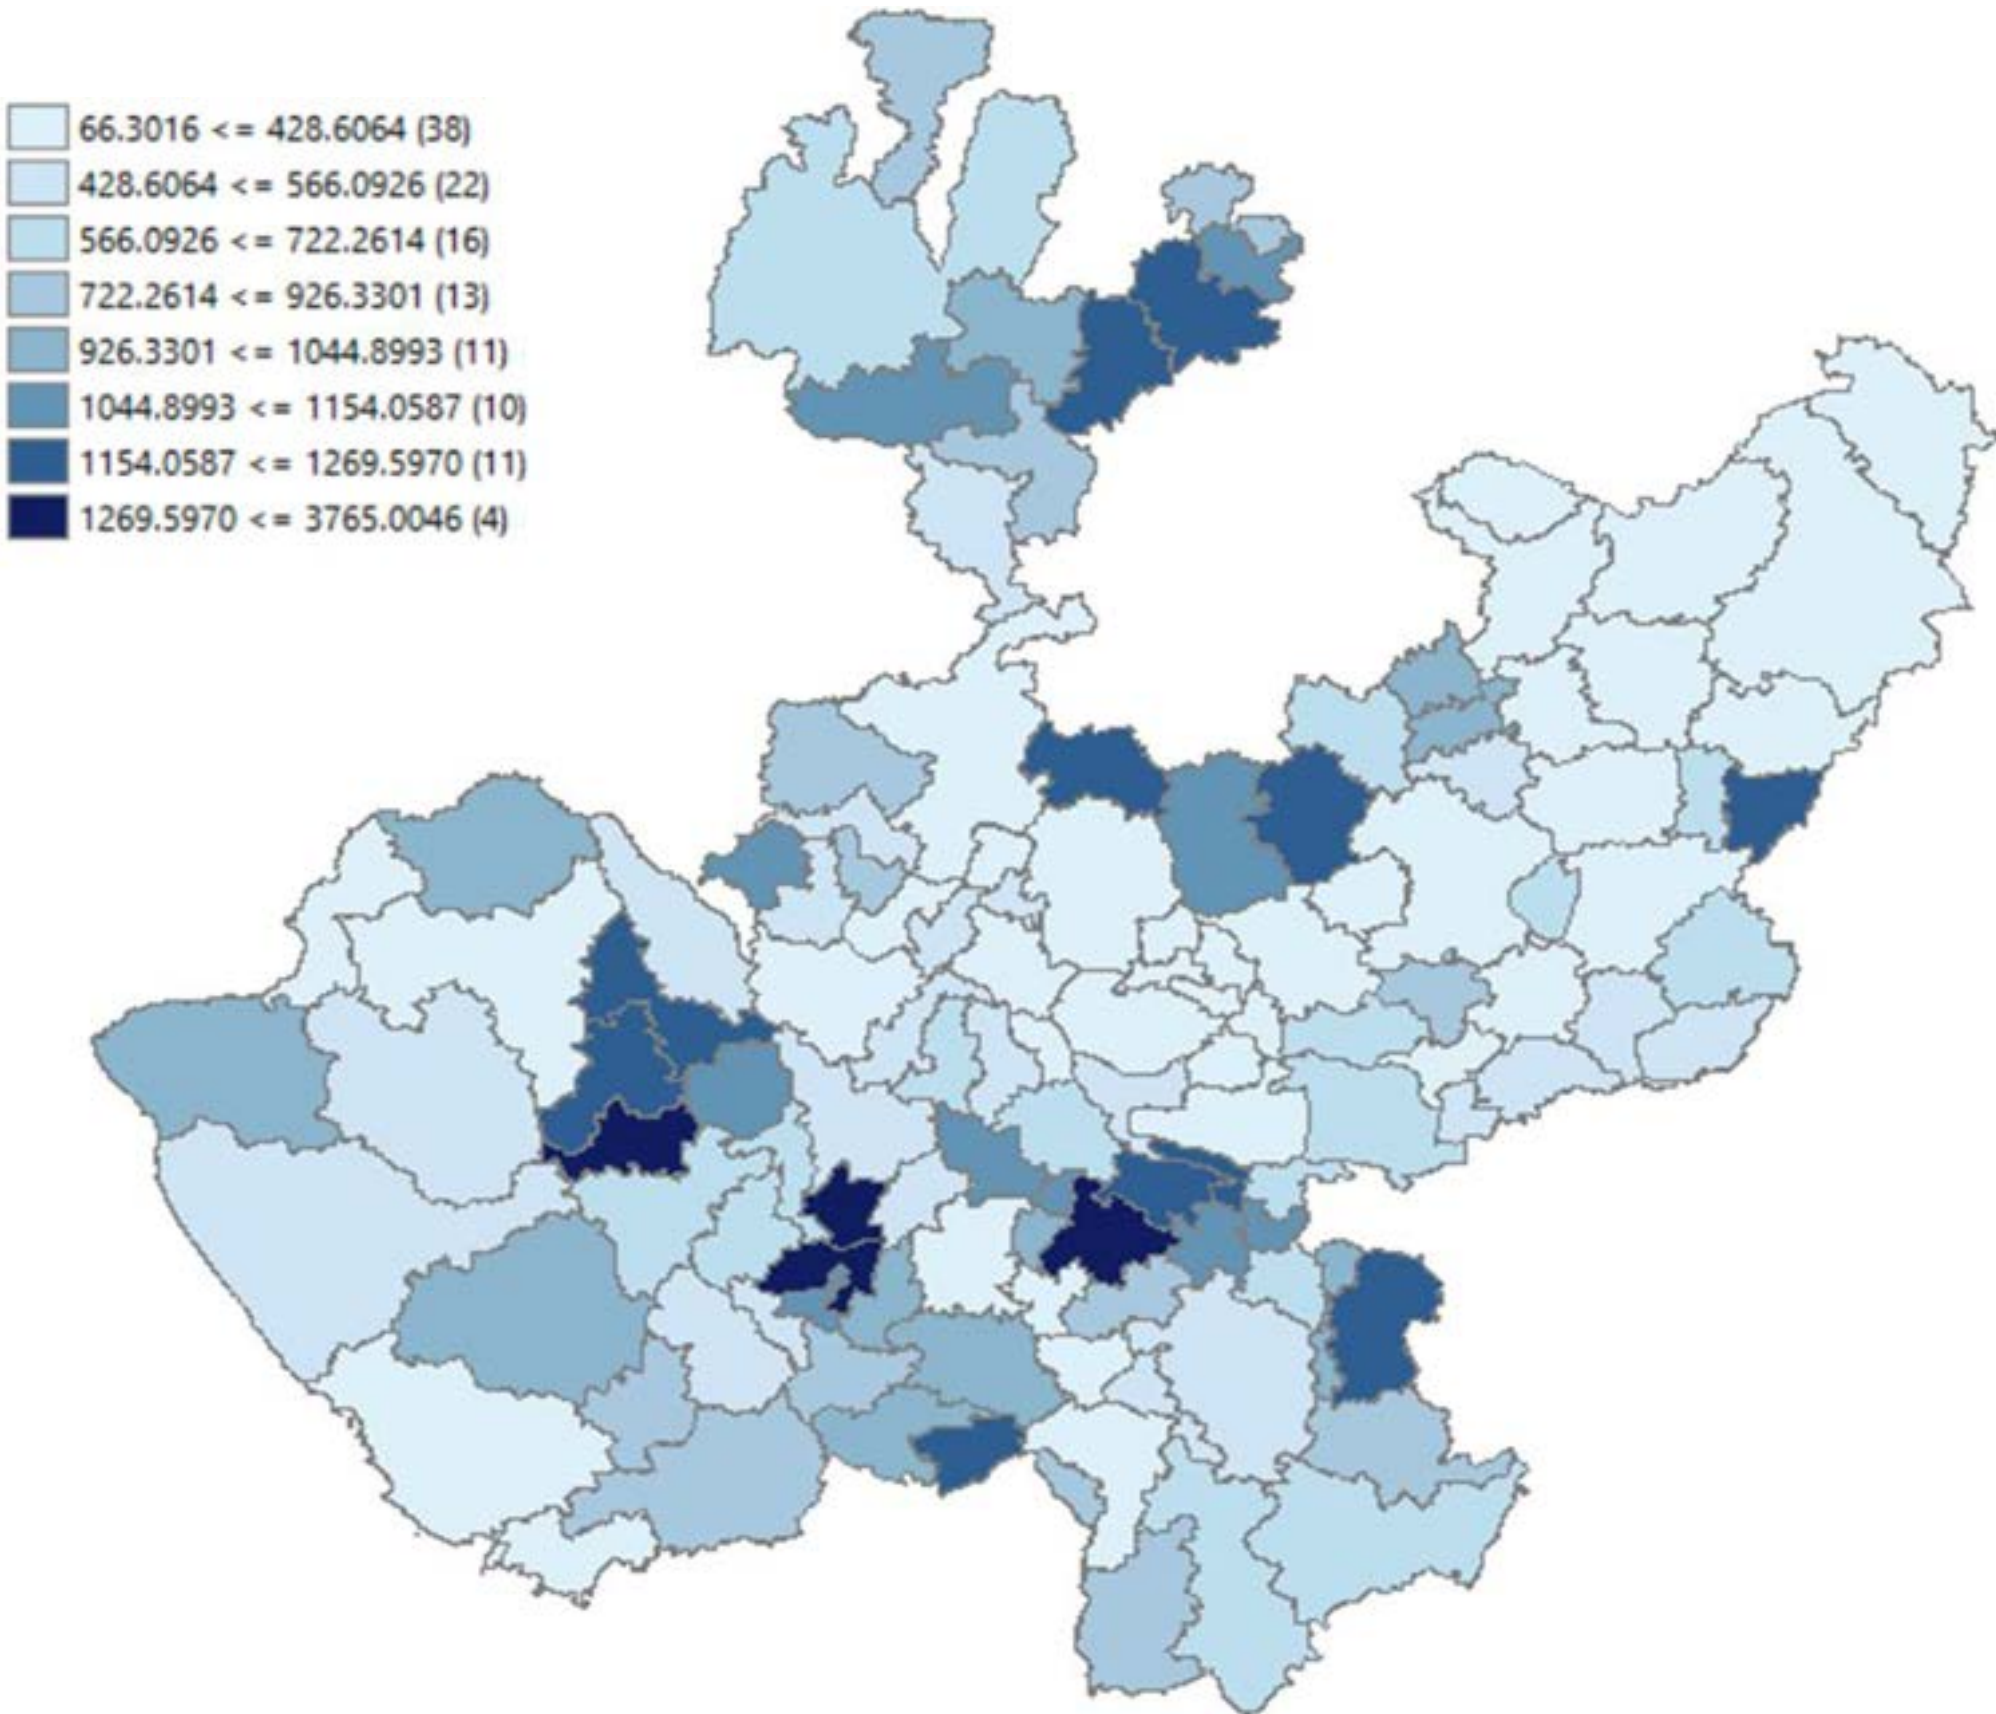 66.3016 <= 428.6064 (38)
428.6064 <= 566.0926 (22)
566.0926 <= 722.2614 (16)
722.2614 <= 926.3301 (13)
926.3301 <= 1044.8993 (11)
1044.8993 <= 1154.0587 (10)
1154.0587 <= 1269.5970 (11)
1269.5970 <= 3765.0046 (4)